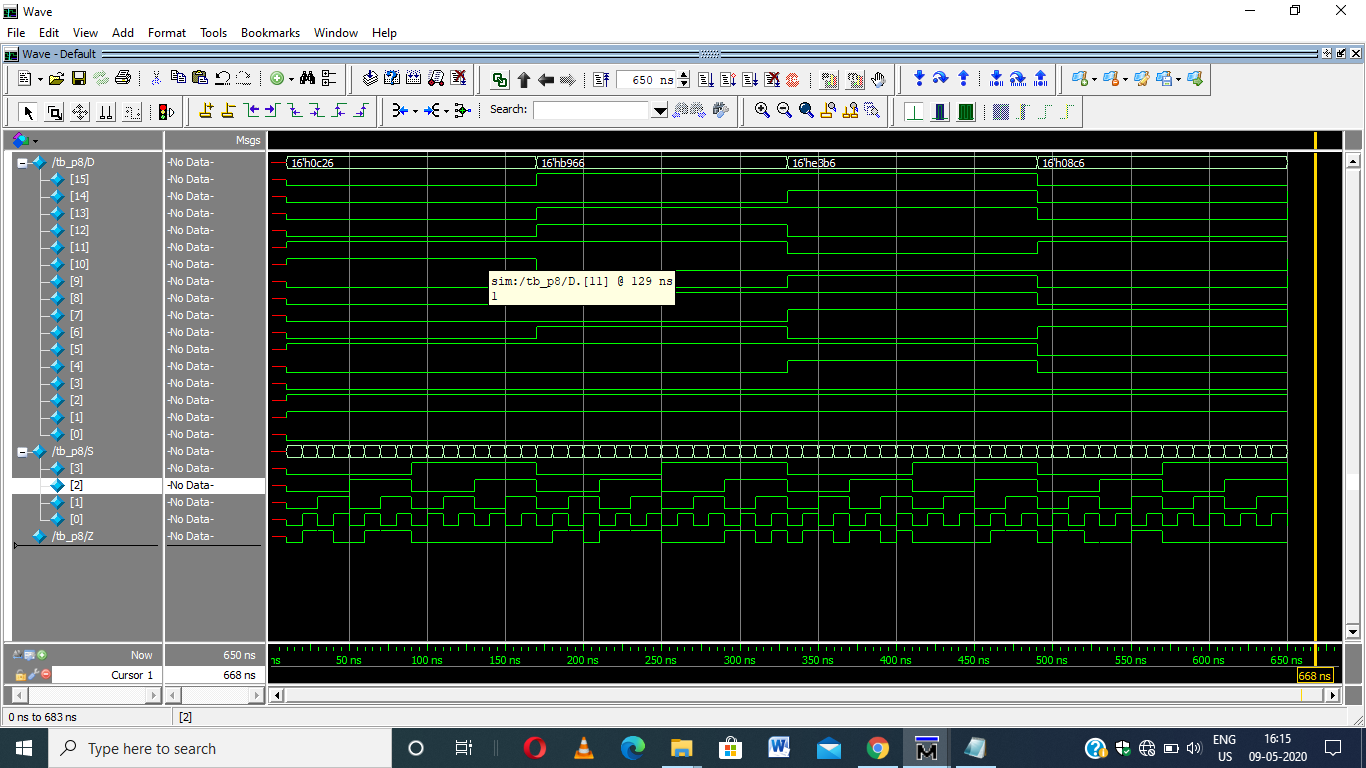 Wave
File Edit View Add Format Tools Bookmarks Window Help
Wave - Default
650 ns
Search:
Msgs
/tb_p8/D -No Data- 16'h0c26 16'hb966 16'he3b6 16'h08c6
[15] -No Data-
[14] -No Data-
[13] -No Data-
[12] -No Data-
[11] -No Data-
[10] -No Data-
[9] -No Data-
sim:/tb_p8/D.[11] @ 129 ns
1
[8] -No Data-
[7] -No Data-
[6] -No Data-
[5] -No Data-
[4] -No Data-
[3] -No Data-
[2] -No Data-
[1] -No Data-
[0] -No Data-
/tb_p8/S -No Data-
[3] -No Data-
[2] -No Data-
[1] -No Data-
[0] -No Data-
/tb_p8/Z -No Data-
Now 650 ns ns 50 ns 100 ns 150 ns 200 ns 250 ns 300 ns 350 ns 400 ns 450 ns 500 ns 550 ns 600 ns 650 ns
Cursor 1 668 ns 668 ns
0 ns to 683 ns [2]
Type here to search
ENG
US
16:15
09-05-2020